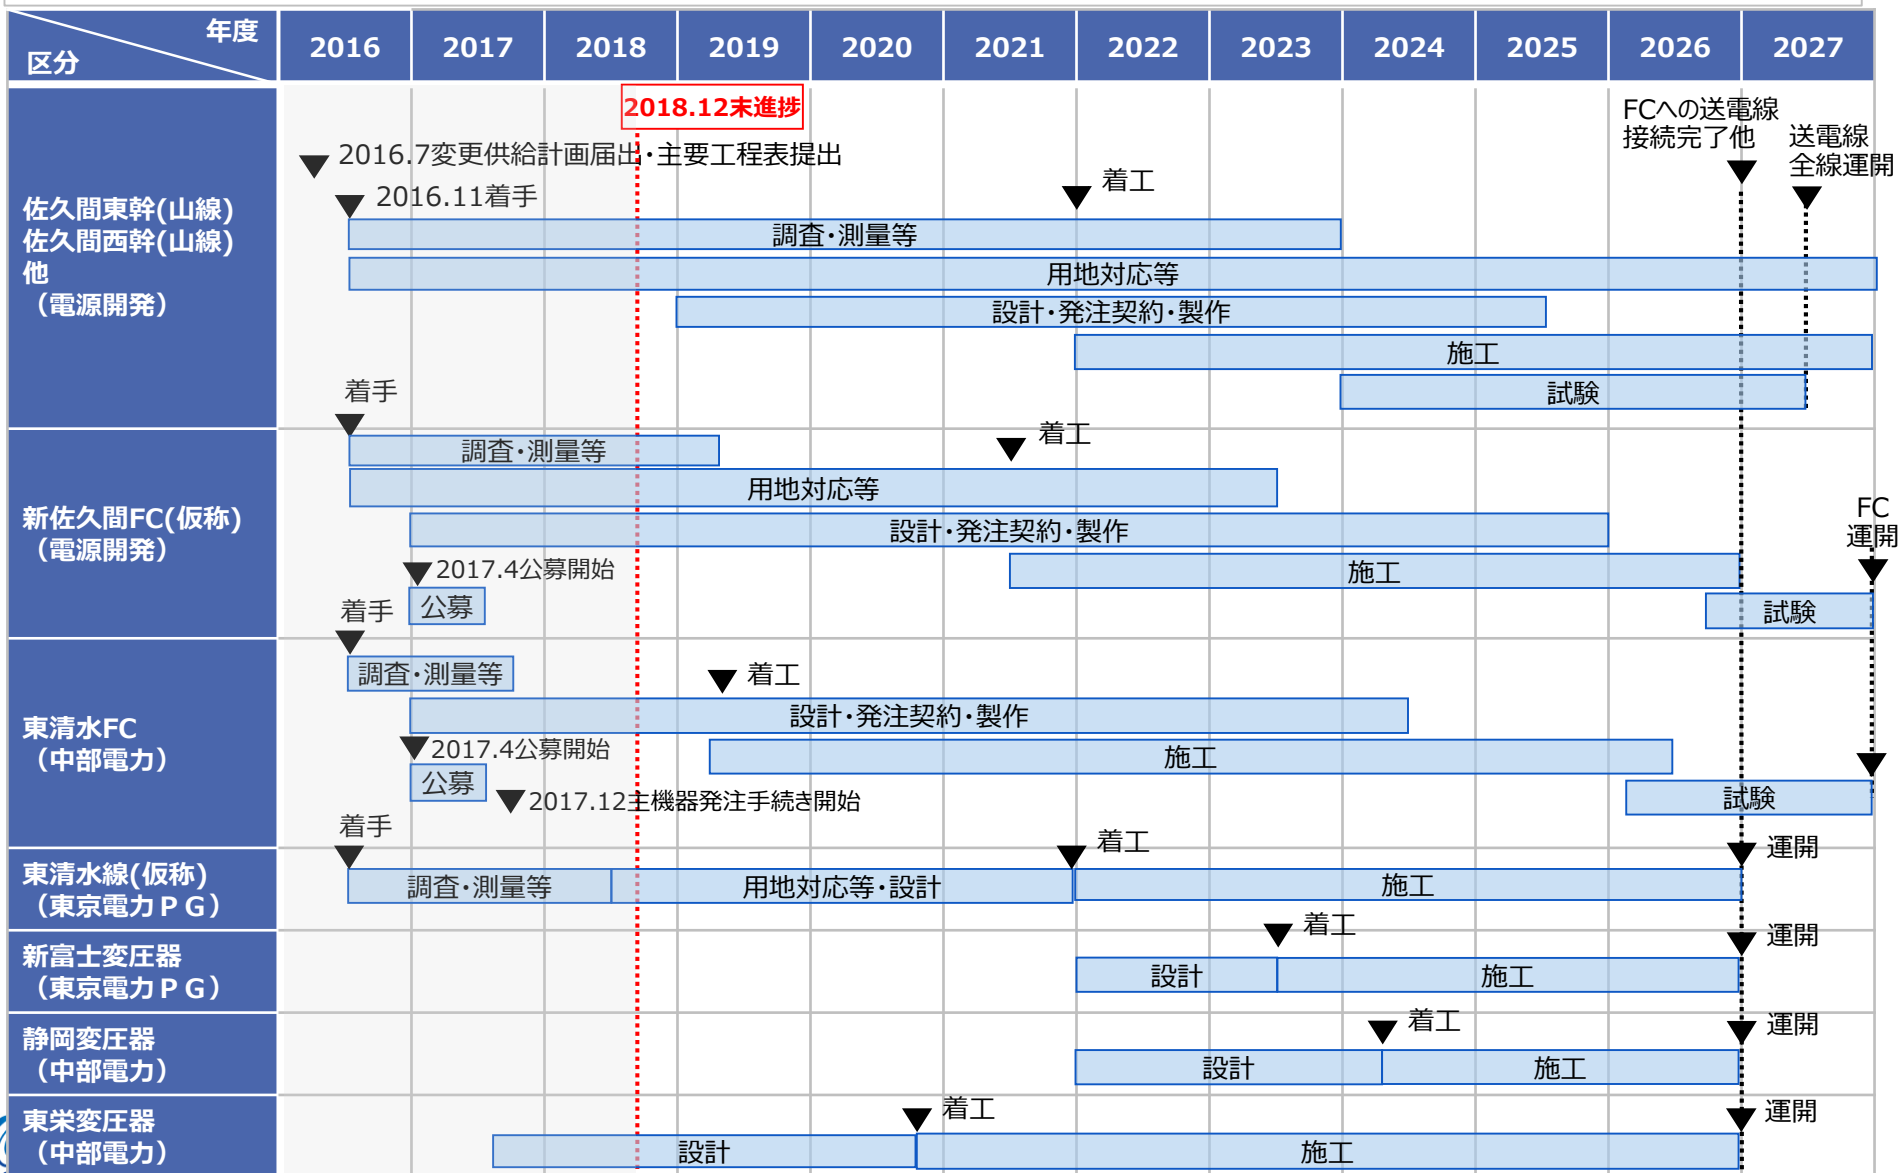 年度
区分
2016 2017 2018 2019 2020 2021 2022 2023 2024 2025 2026 2027
2018.12末進捗
佐久間東幹(山線)
佐久間西幹(山線)
他
（電源開発）
2016.7変更供給計画届出・主要工程表提出
2016.11着手
着工
FCへの送電線
接続完了他
送電線
全線運開
調査・測量等
用地対応等
設計・発注契約・製作
施工
試験
新佐久間FC(仮称)
（電源開発）
着手
調査・測量等
着工
用地対応等
設計・発注契約・製作
2017.4公募開始
施工
公募
試験
FC
運開
東清水FC
（中部電力）
着手
調査・測量等
着工
設計・発注契約・製作
2017.4公募開始
施工
公募
2017.12主機器発注手続き開始
試験
東清水線(仮称)
（東京電力ＰＧ）
着手
着工
運開
調査・測量等
用地対応等・設計
施工
新富士変圧器
（東京電力ＰＧ）
着工
運開
設計
施工
静岡変圧器
（中部電力）
着工
運開
設計
施工
東栄変圧器
（中部電力）
着工
運開
設計
施工